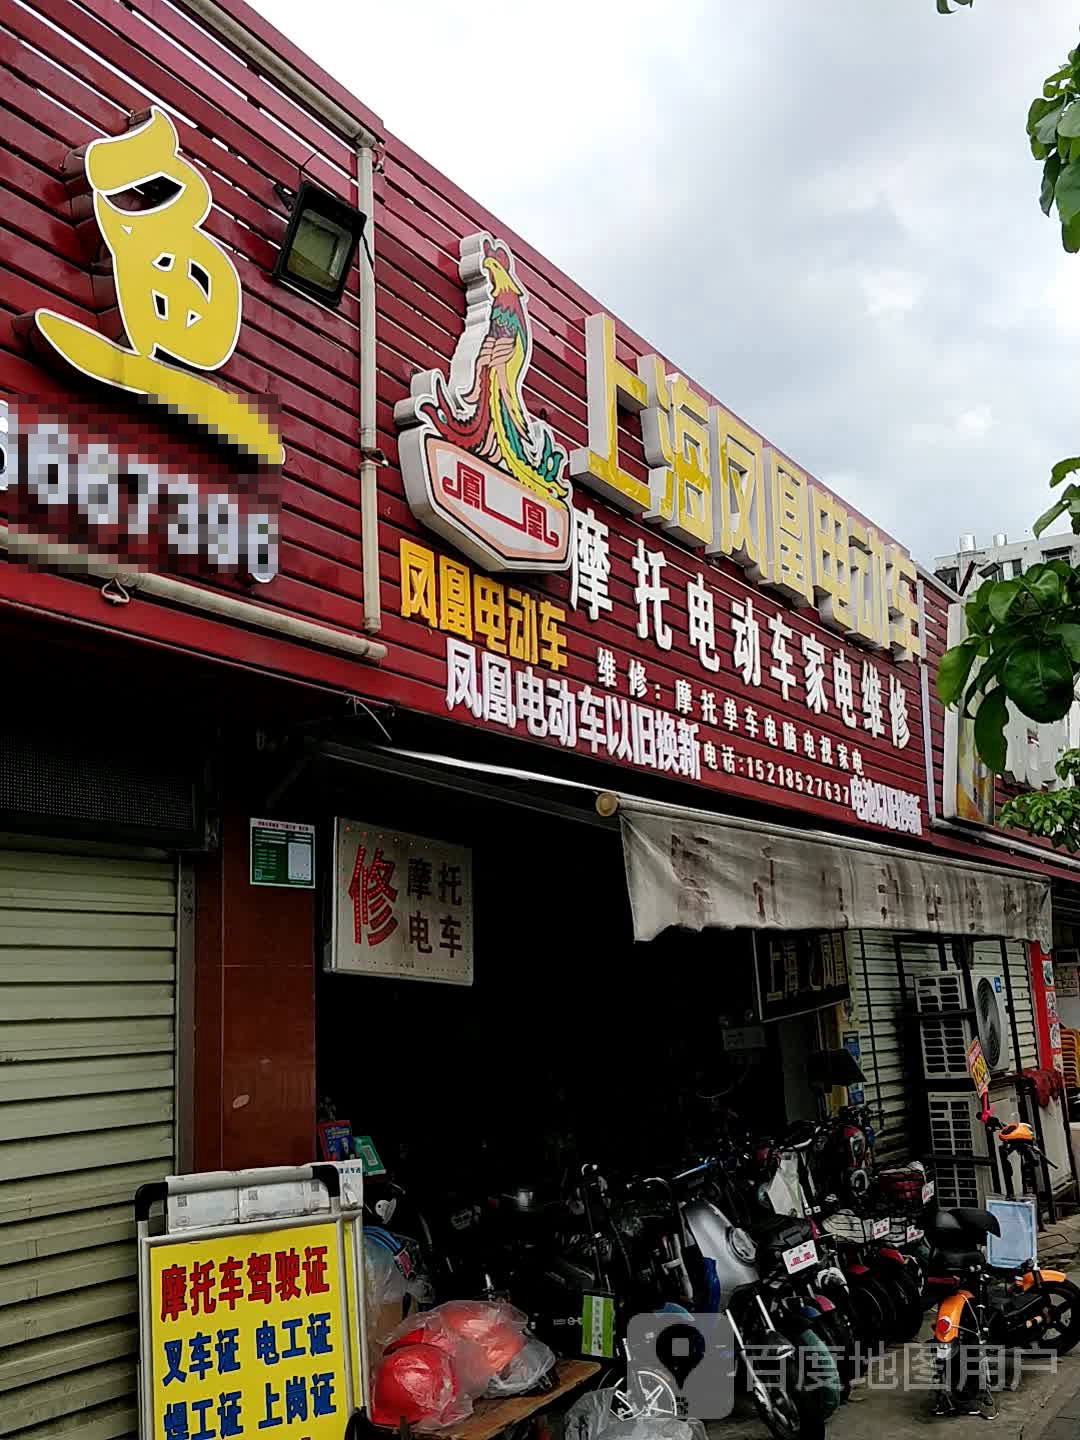 鱼
鳳凰
上海凤凰电动车
凤凰电动车
摩托电动车家电维修
维修：摩托单车电脑电视家电
凤凰电动车以旧换新
电话:15218527637
电池以旧换新
修
摩托
电车
摩托车驾驶证
叉车证 电工证
焊工证 上岗证
百度地图用户